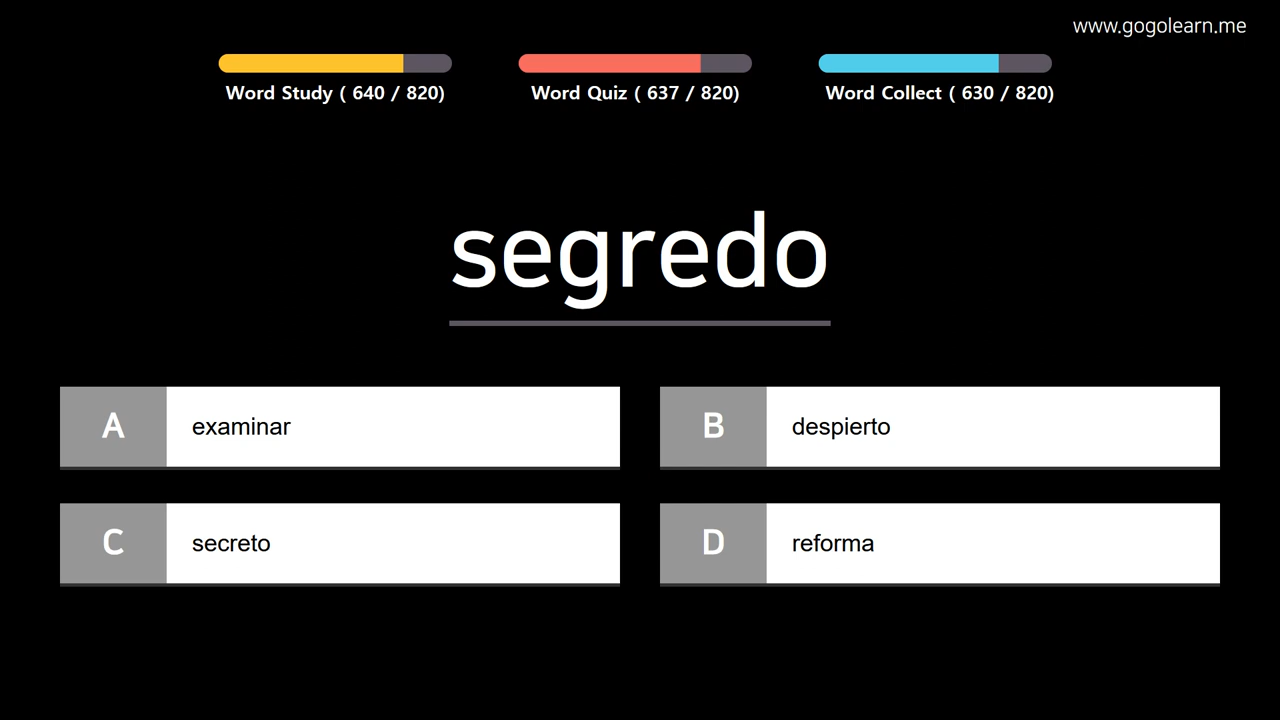 www.gogolearn.me
Word Study ( 640 / 820)
Word Quiz ( 637 / 820)
Word Collect ( 630 / 820)
segredo
A examinar
B despierto
C secreto
D reforma